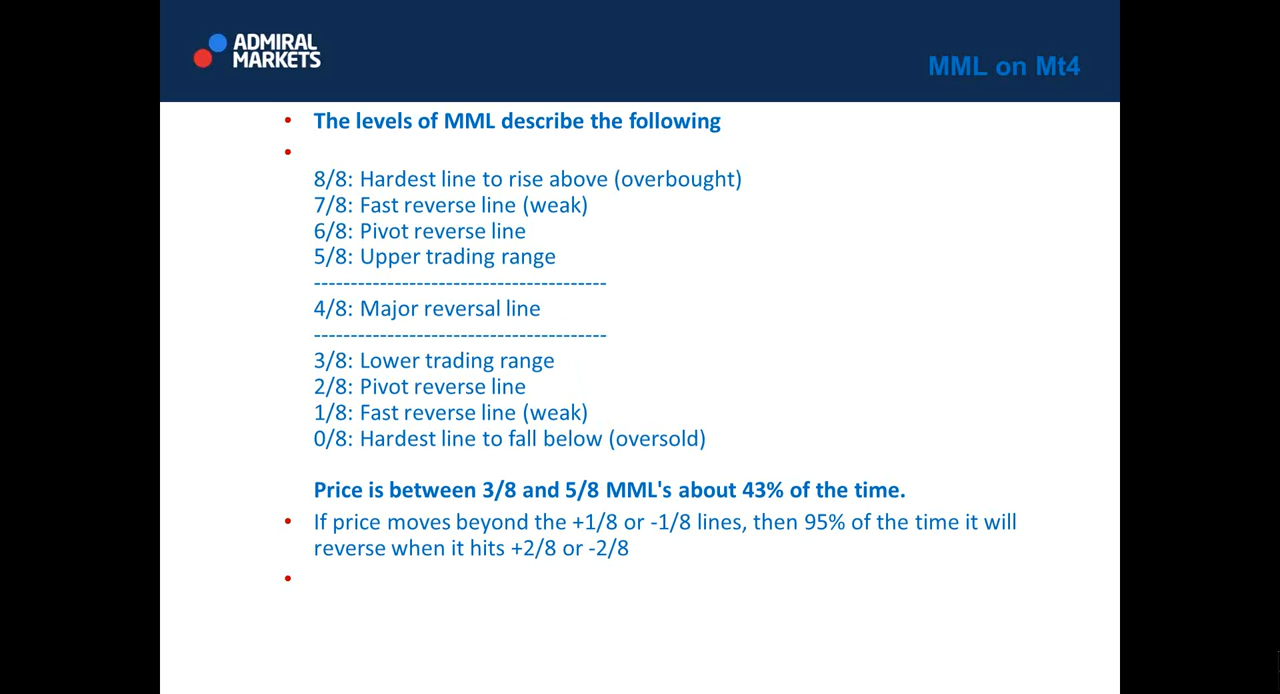 ADMIRAL
MARKETS
MML on Mt4
• The levels of MML describe the following
•
8/8: Hardest line to rise above (overbought)
7/8: Fast reverse line (weak)
6/8: Pivot reverse line
5/8: Upper trading range
----------------------------------------
4/8: Major reversal line
----------------------------------------
3/8: Lower trading range
2/8: Pivot reverse line
1/8: Fast reverse line (weak)
0/8: Hardest line to fall below (oversold)
Price is between 3/8 and 5/8 MML's about 43% of the time.
• If price moves beyond the +1/8 or -1/8 lines, then 95% of the time it will
reverse when it hits +2/8 or -2/8
•